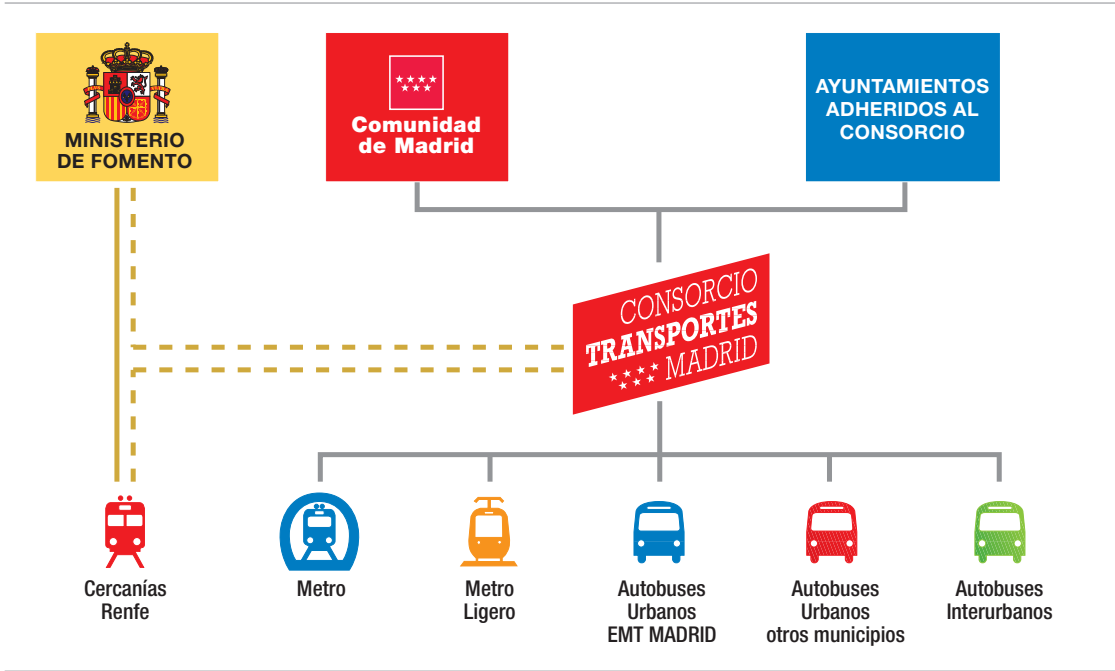 MINISTERIO
DE FOMENTO
Comunidad
de Madrid
AYUNTAMIENTOS
ADHERIDOS AL
CONSORCIO
CONSORCIO
TRANSPORTES
MADRID
Cercanías
Renfe
Metro
Metro
Ligero
Autobuses
Urbanos
EMT MADRID
Autobuses
Urbanos
otros municipios
Autobuses
Interurbanos